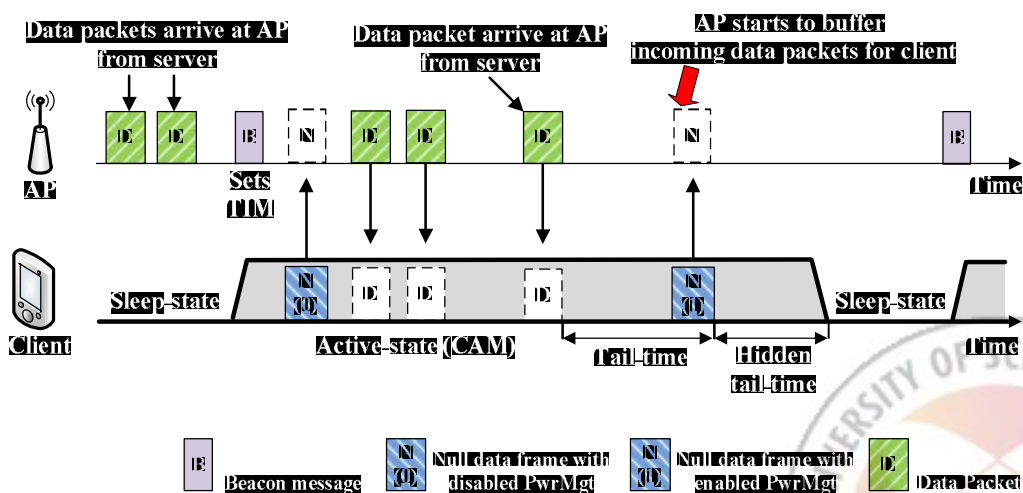 Data packets arrive at AP
from server
Data packet arrive at AP
from server
AP starts to buffer
incoming data packets for client
D
D
B
N
D
D
D
N
B
AP
Sets
TIM
Time
N
(0)
D
D
D
N
(1)
Sleep-state
Sleep-state
Client
Active-state (CAM)
Tail-time
Hidden
tail-time
Time
B
Beacon message
N
(0)
Null data frame with
disabled PwrMgt
N
(1)
Null data frame with
enabled PwrMgt
D
Data Packet